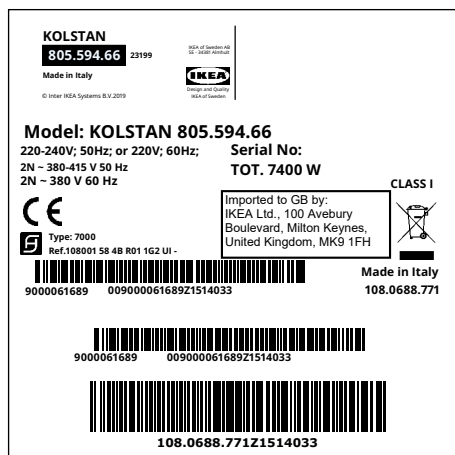 KOLSTAN
805.594.66 23199
Made in Italy
© Inter IKEA Systems B.V.2019
IKEA of Sweden AB
SE - 34381 Älmhult
IKEA
Design and Quality
IKEA of Sweden
Model: KOLSTAN 805.594.66
220-240V; 50Hz; or 220V; 60Hz;
2N ~ 380-415 V 50 Hz
2N ~ 380 V 60 Hz
Serial No:
TOT. 7400 W
CLASS I
CE
Imported to GB by:
IKEA Ltd., 100 Avebury
Boulevard, Milton Keynes,
United Kingdom, MK9 1FH
Type: 7000
Ref.108001 58 4B R01 1G2 UI -
Made in Italy
108.0688.771
9000061689 009000061689Z1514033
9000061689 009000061689Z1514033
108.0688.771Z1514033